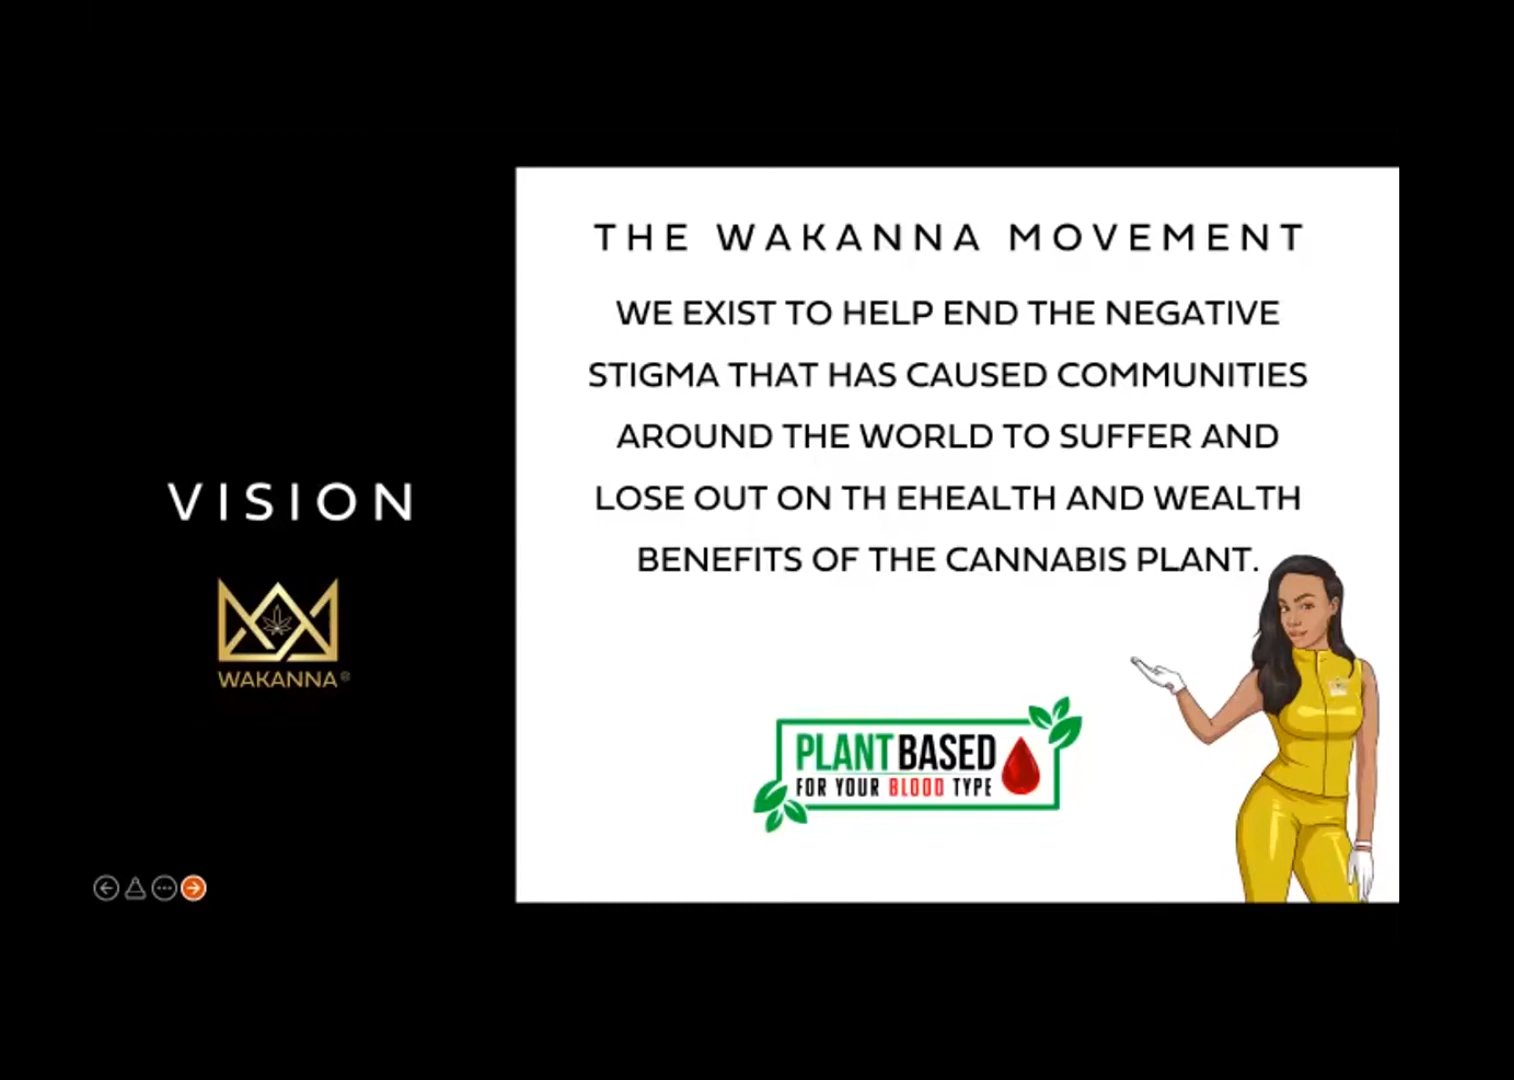 VISION
WAKANNA
THE WAKANNA MOVEMENT
WE EXIST TO HELP END THE NEGATIVE
STIGMA THAT HAS CAUSED COMMUNITIES
AROUND THE WORLD TO SUFFER AND
LOSE OUT ON TH EHEALTH AND WEALTH
BENEFITS OF THE CANNABIS PLANT.
PLANT BASED
FOR YOUR BLOOD TYPE